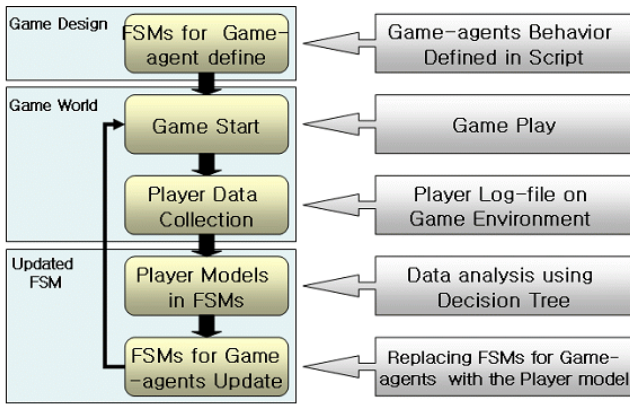 Game Design
FSMs for Game-
agent define
Game-agents Behavior
Defined in Script
Game World
Game Start
Game Play
Player Data
Collection
Player Log-file on
Game Environment
Updated
FSM
Player Models
in FSMs
Data analysis using
Decision Tree
FSMs for Game
-agents Update
Replacing FSMs for Game-
agents with the Player model